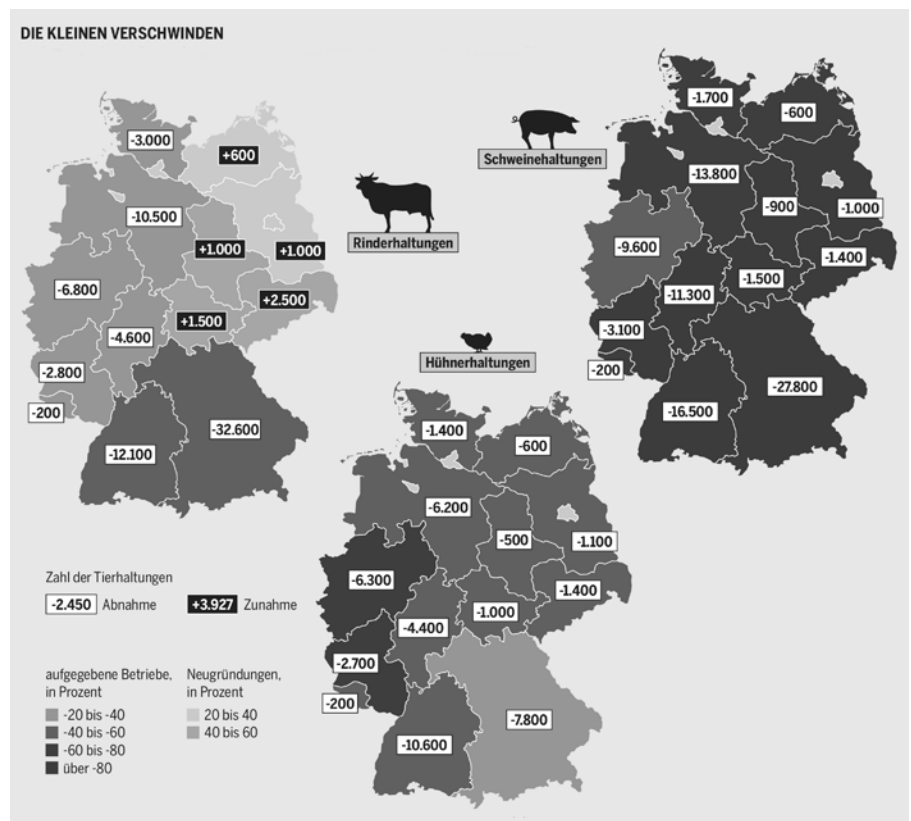 DIE KLEINEN VERSCHWINDEN
Rinderhaltungen
-3.000
+600
-10.500
+1.000
+1.000
-6.800
+2.500
+1.500
-4.600
-2.800
-200
-32.600
-12.100
Schweinehaltungen
-1.700
-600
-13.800
-900
-1.000
-9.600
-1.400
-1.500
-11.300
-3.100
-200
-27.800
-16.500
Hühnerhaltungen
-1.400
-600
-6.200
-500
-1.100
-6.300
-1.400
-1.000
-4.400
-2.700
-200
-7.800
-10.600
Zahl der Tierhaltungen
-2.450 Abnahme
+3.927 Zunahme
aufgegebene Betriebe,
in Prozent
-20 bis -40
-40 bis -60
-60 bis -80
über -80
Neugründungen,
in Prozent
20 bis 40
40 bis 60